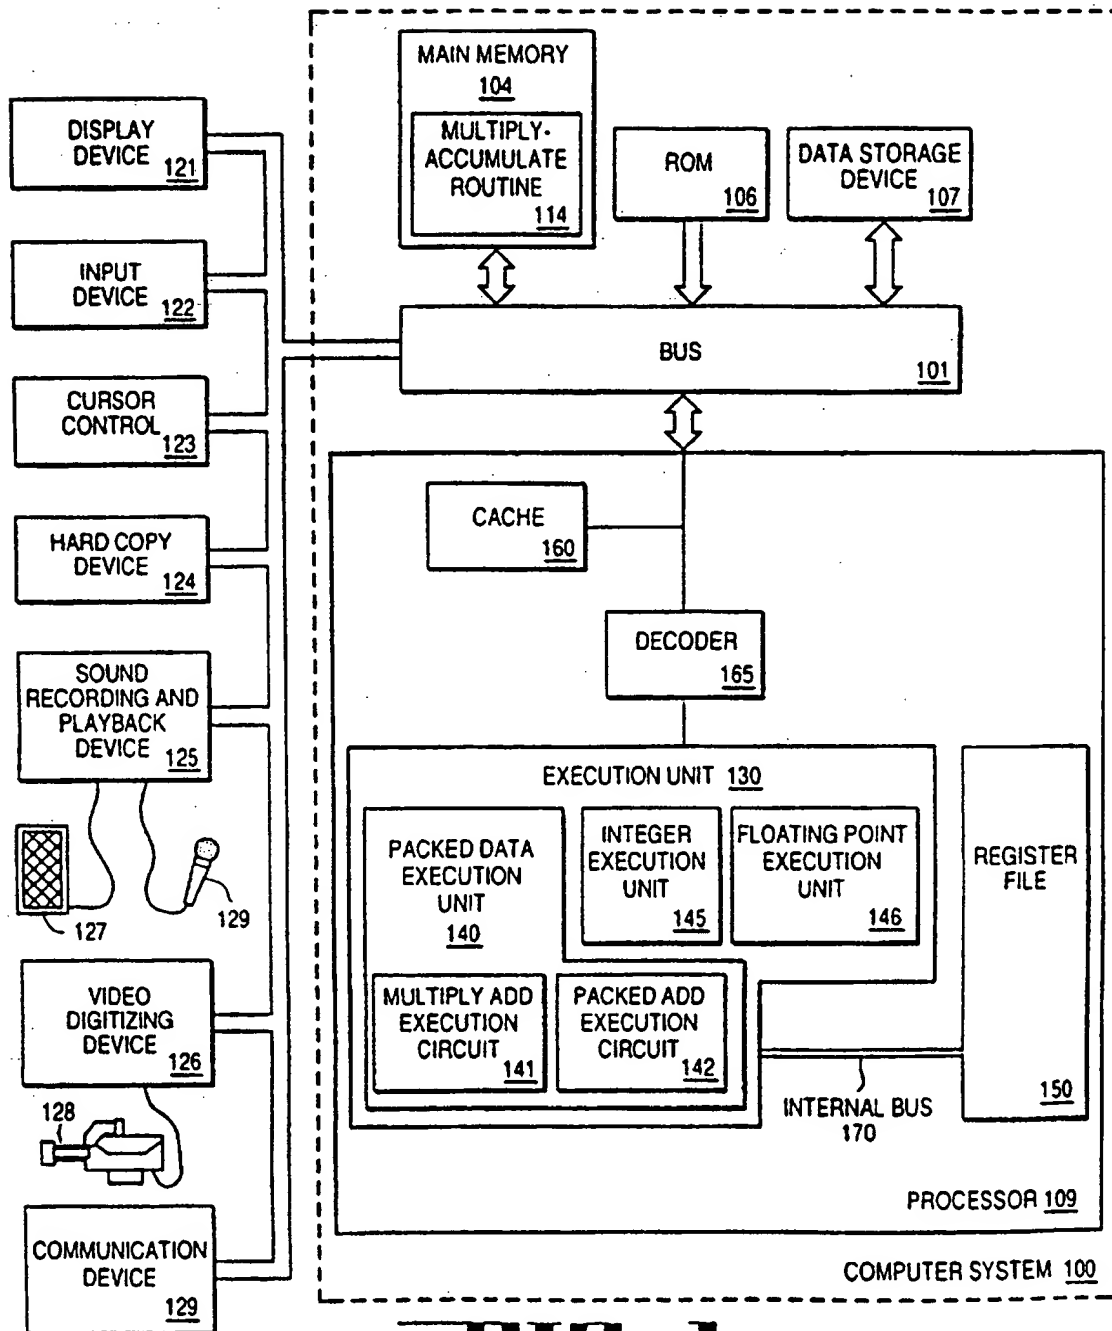 DISPLAY
DEVICE
121
INPUT
DEVICE
122
CURSOR
CONTROL
123
HARD COPY
DEVICE
124
SOUND
RECORDING AND
PLAYBACK
DEVICE
125
127
129
VIDEO
DIGITIZING
DEVICE
126
128
COMMUNICATION
DEVICE
129
MAIN MEMORY
104
MULTIPLY-
ACCUMULATE
ROUTINE
114
ROM
106
DATA STORAGE
DEVICE
107
BUS
101
CACHE
160
DECODER
165
EXECUTION UNIT 130
PACKED DATA
EXECUTION
UNIT
140
INTEGER
EXECUTION
UNIT
145
FLOATING POINT
EXECUTION
UNIT
146
MULTIPLY ADD
EXECUTION
CIRCUIT
141
PACKED ADD
EXECUTION
CIRCUIT
142
REGISTER
FILE
150
INTERNAL BUS
170
PROCESSOR 109
COMPUTER SYSTEM 100